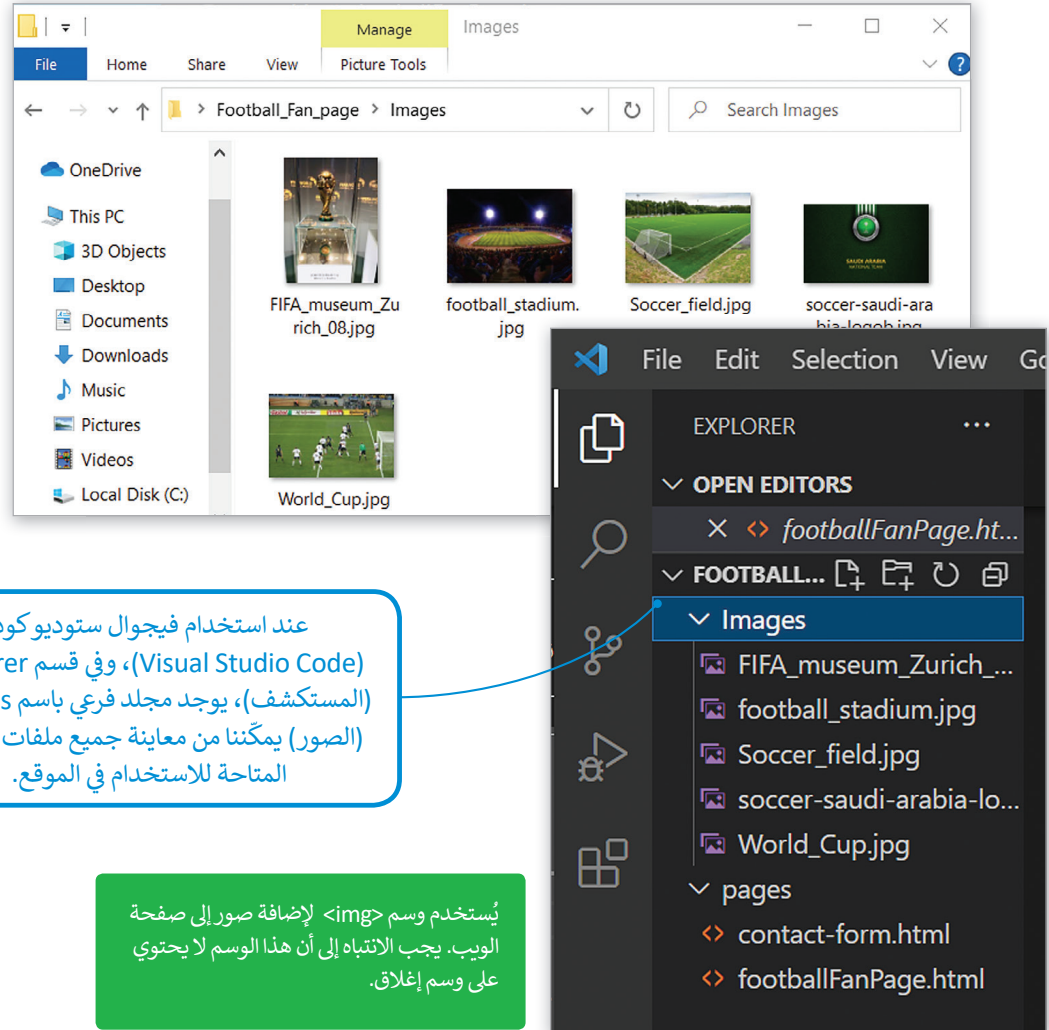 Manage
Images
File Home Share View Picture Tools
Football_Fan_page > Images
Search Images
OneDrive
This PC
3D Objects
Desktop
Documents
Downloads
Music
Pictures
Videos
Local Disk (C:)
FIFA_museum_Zu
rich_08.jpg
football_stadium.
jpg
Soccer_field.jpg
soccer-saudi-ara
SAUDI ARABIA
NATIONAL TEAM
World_Cup.jpg
File Edit Selection View
EXPLORER
OPEN EDITORS
footballFanPage.ht...
FOOTBALL...
Images
FIFA_museum_Zurich_...
football_stadium.jpg
Soccer_field.jpg
soccer-saudi-arabia-lo...
World_Cup.jpg
pages
contact-form.html
footballFanPage.html
عند استخدام فيجوال ستوديو كود
(Visual Studio Code)، وفي قسم
(المستكشف)، يوجد مجلد فرعي باسم
(الصور) يمكّننا من معاينة جميع ملفات
المتاحة للاستخدام في الموقع.
يُستخدم وسم <img> لإضافة صور إلى صفحة
الويب. يجب الانتباه إلى أن هذا الوسم لا يحتوي
على وسم إغلاق.